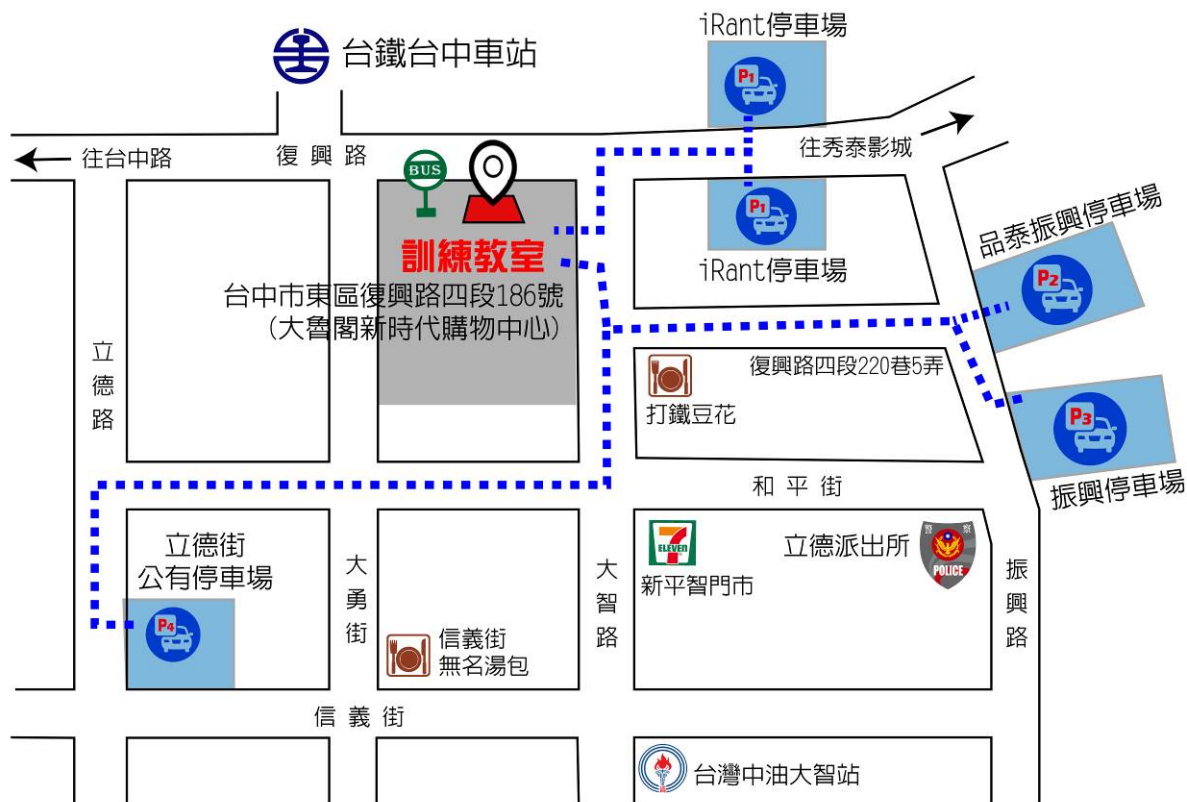 iRant停車場
台鐵台中車站
P1
往台中路
復興路
往秀泰影城
BUS
P1
訓練教室
iRant停車場
品泰振興停車場
P2
台中市東區復興路四段186號
（大魯閣新時代購物中心）
立德路
復興路四段220巷5弄
打鐵豆花
P3
和平街
振興停車場
立德街
公有停車場
大勇街
大智路
7
ELEVEN
新平智門市
立德派出所
警察
POLICE
振興路
P4
信義街
無名湯包
信義街
台灣中油大智站